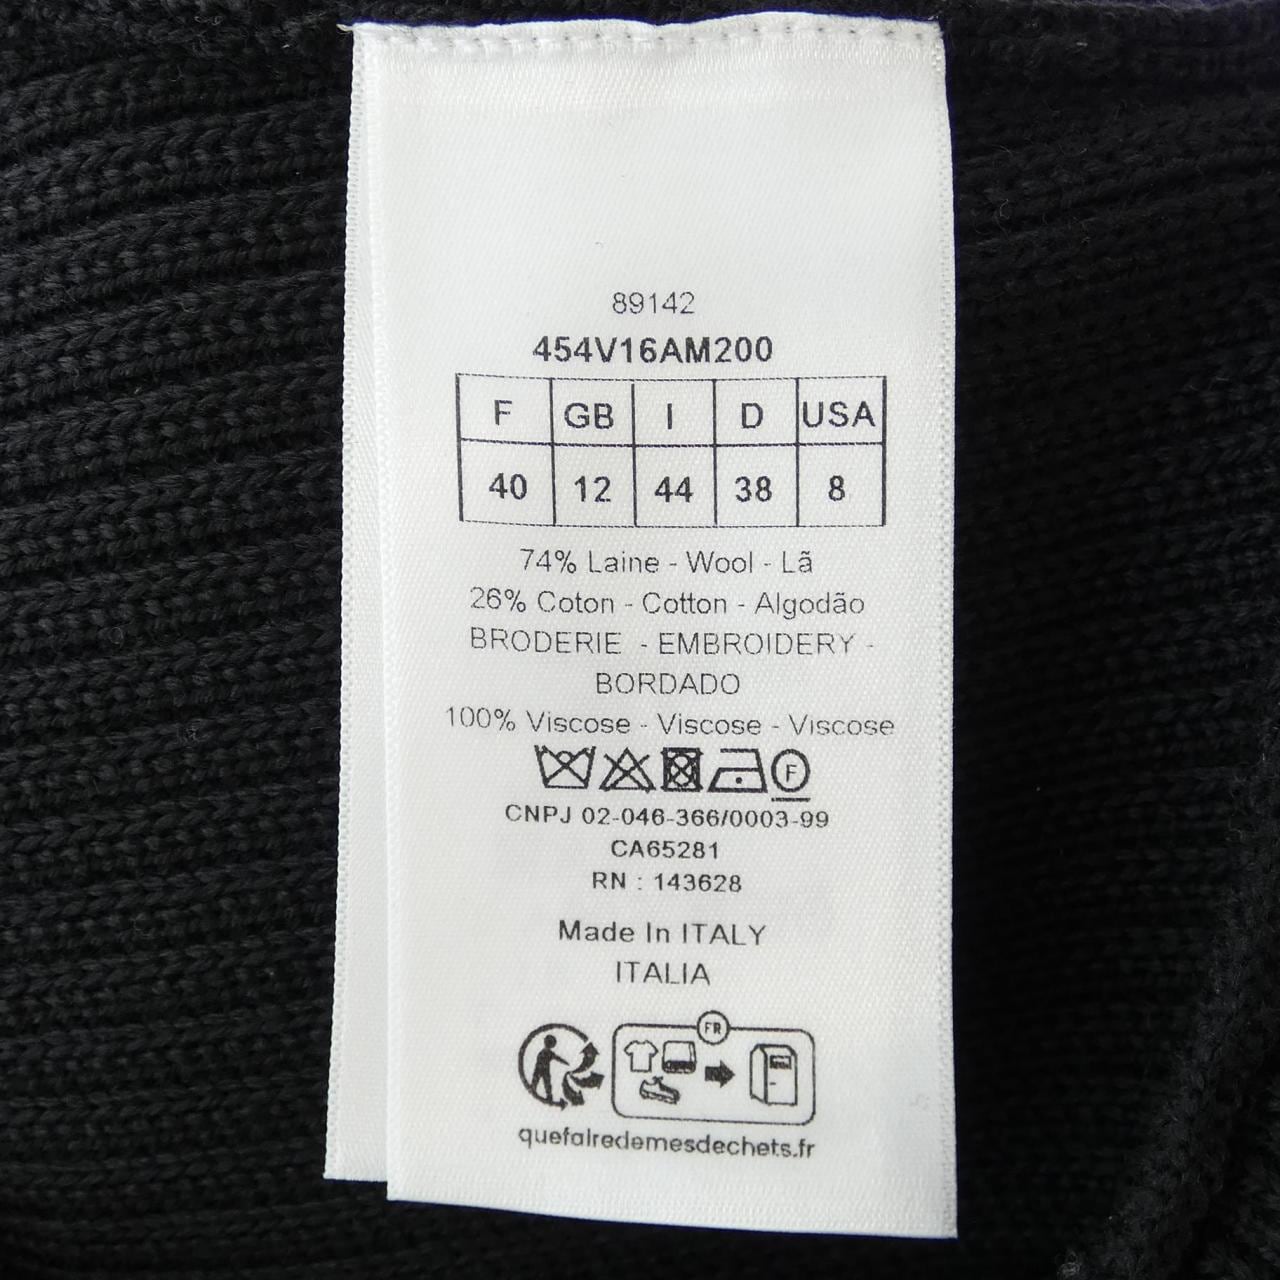 89142
454V16AM200
F GB I D USA
40 12 44 38 8
74% Laine - Wool - Lã
26% Coton - Cotton - Algodão
BRODERIE - EMBROIDERY -
BORDADO
100% Viscose - Viscose - Viscose
F
CNPJ 02-046-366/0003-99
CA65281
RN : 143628
Made In ITALY
ITALIA
FR
quefairedemesdechets.fr